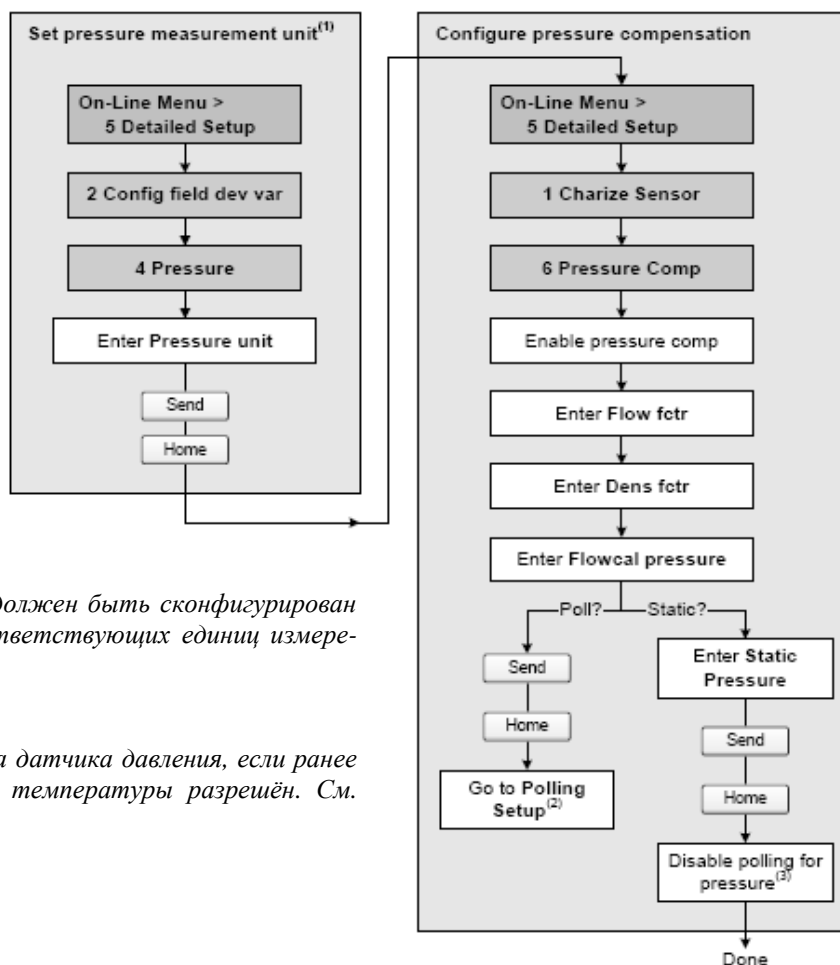 Set pressure measurement unit(1)
On-Line Menu >
5 Detailed Setup
2 Config field dev var
4 Pressure
Enter Pressure unit
Send
Home
Configure pressure compensation
On-Line Menu >
5 Detailed Setup
1 Charize Sensor
6 Pressure Comp
Enable pressure comp
Enter Flow fctr
Enter Dens fctr
Enter Flowcal pressure
Poll?
Static?
Send
Home
Go to Polling
Setup(2)
Enter Static
Pressure
Send
Home
Disable polling for
pressure(3)
Done
должен быть сконфигурирован
тветствующих единиц измере-
а датчика давления, если ранее
температуры разрешён. См.